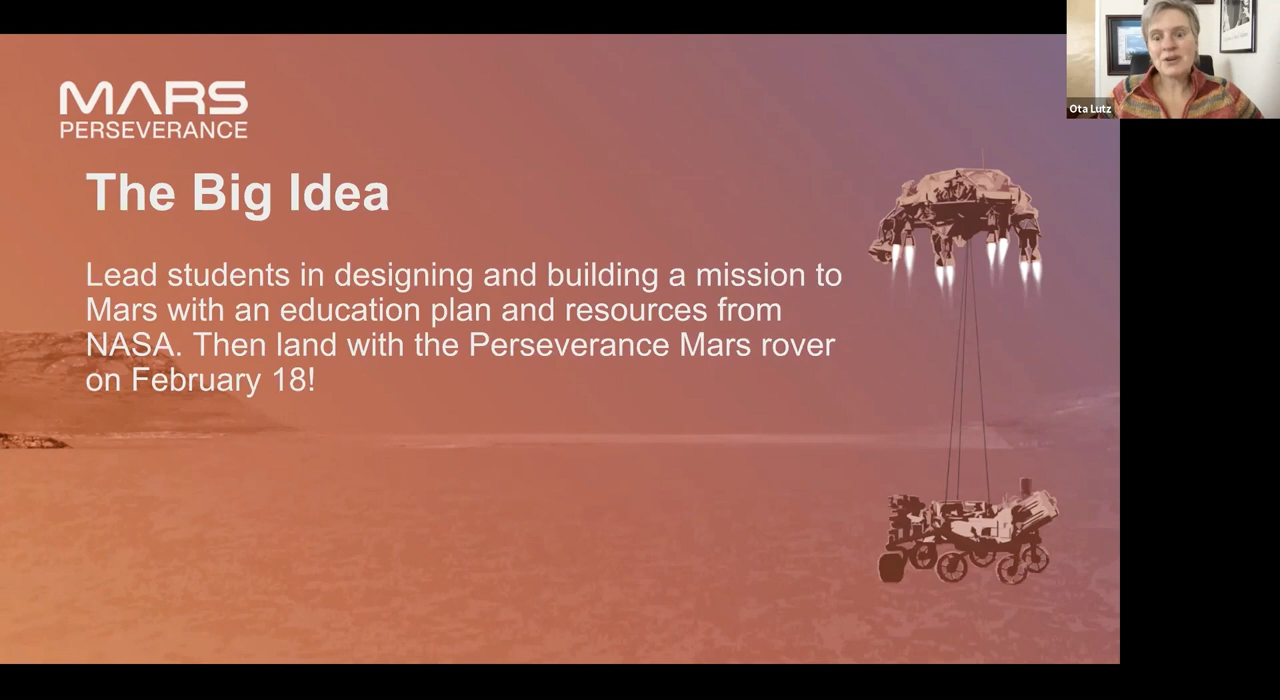 MARS
PERSEVERANCE
The Big Idea
Lead students in designing and building a mission to
Mars with an education plan and resources from
NASA. Then land with the Perseverance Mars rover
on February 18!
Ota Lutz